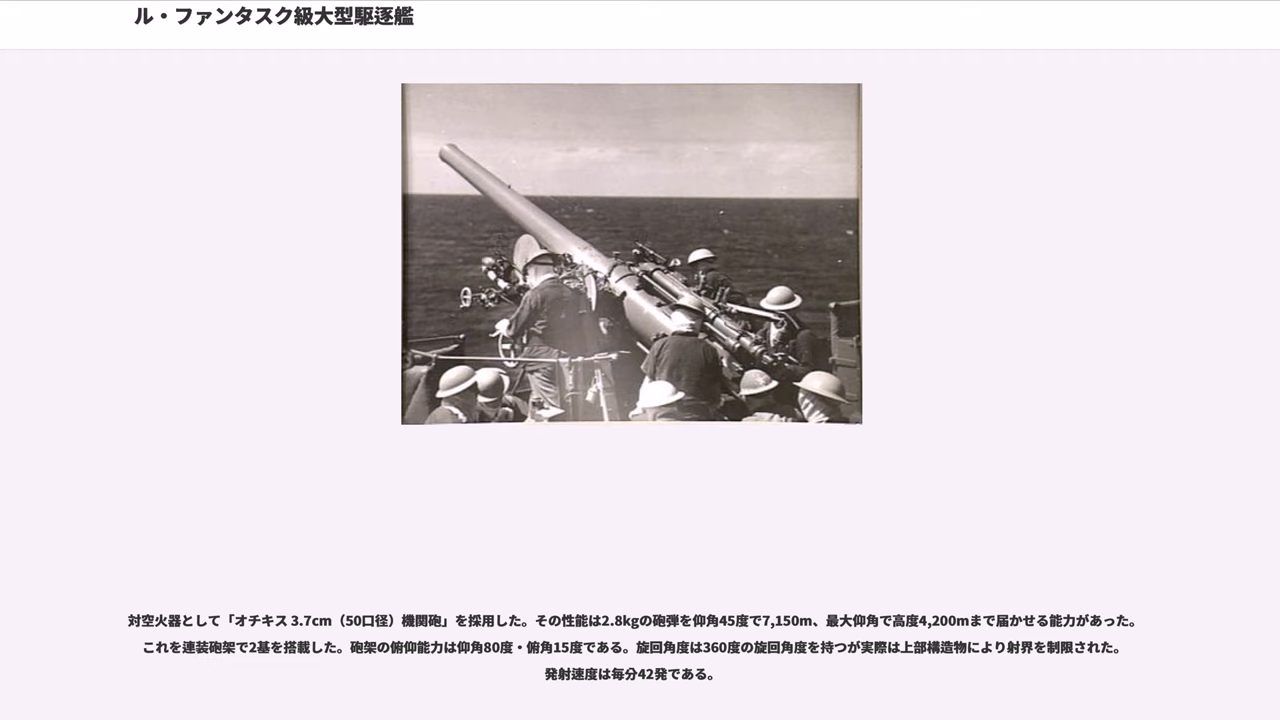 ル・ファンタスク級大型駆逐艦
対空火器として「オチキス 3.7cm（50口径）機関砲」を採用した。その性能は2.8kgの砲弾を仰角45度で7,150m、最大仰角で高度4,200mまで届かせる能力があった。
これを連装砲架で2基を搭載した。砲架の俯仰能力は仰角80度・俯角15度である。旋回角度は360度の旋回角度を持つが実際は上部構造物により射界を制限された。
発射速度は毎分42発である。